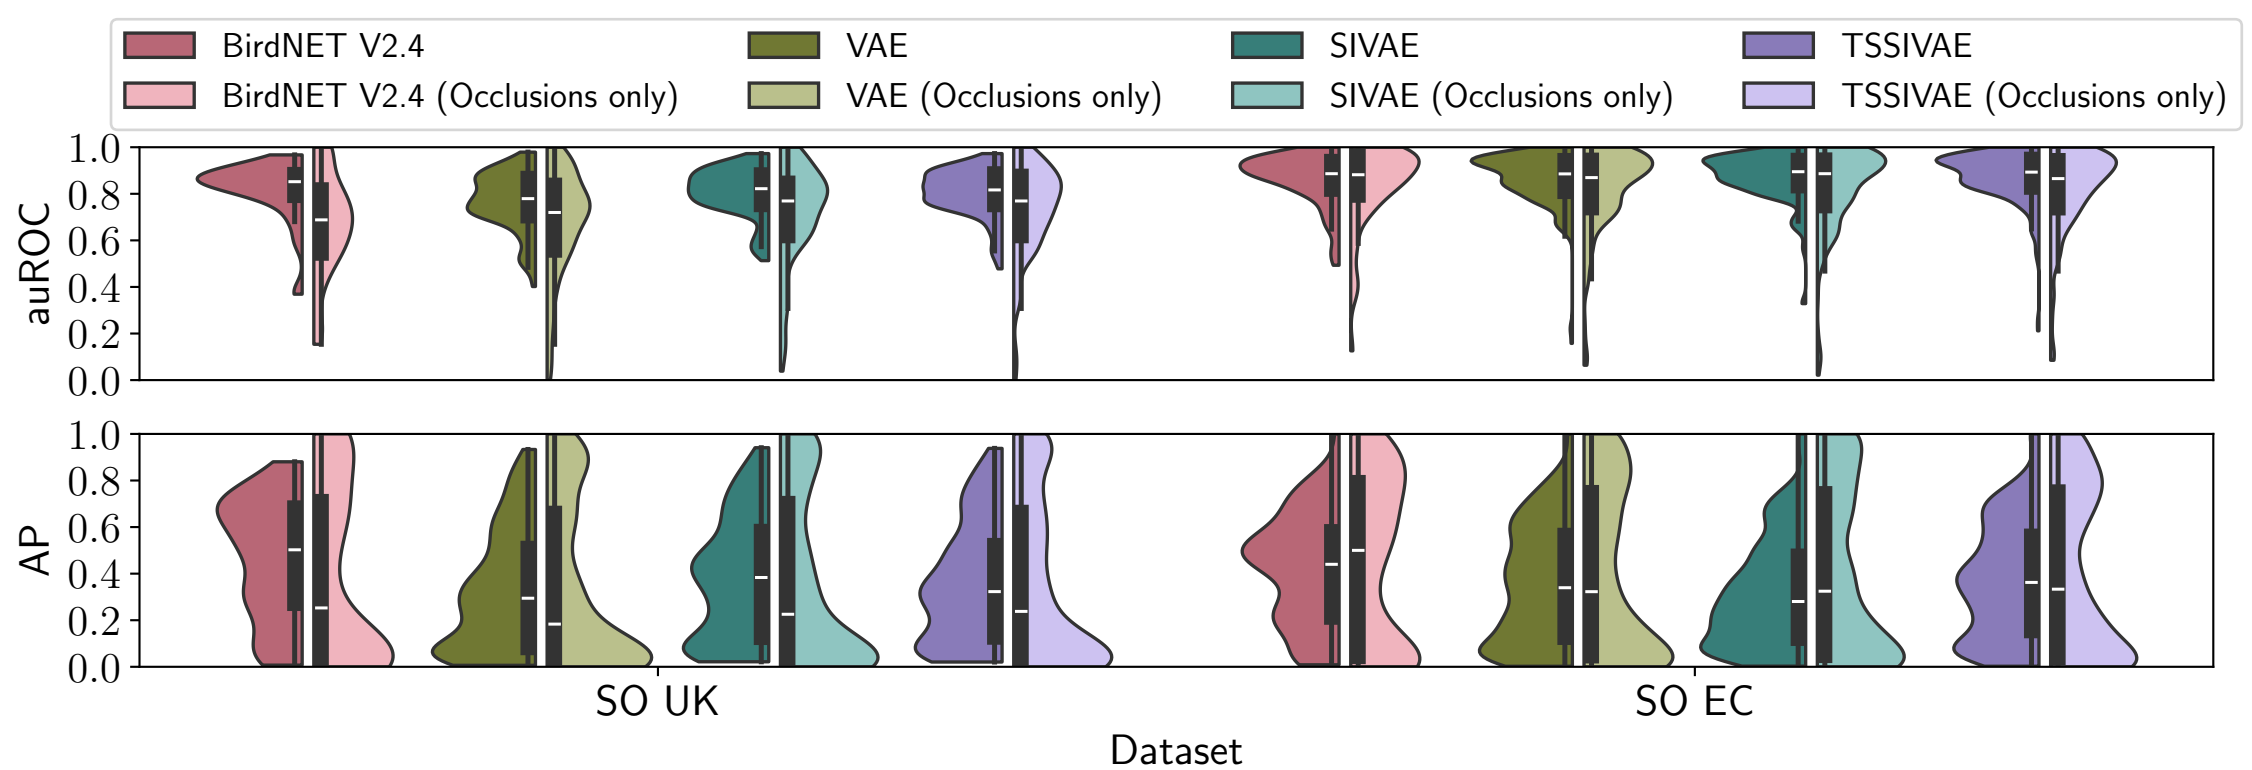 BirdNET V2.4 VAE SIVAE TSSIVAE
BirdNET V2.4 (Occlusions only) VAE (Occlusions only) SIVAE (Occlusions only) TSSIVAE (Occlusions only)
auROC
1.0
0.8
0.6
0.4
0.2
0.0
AP
1.0
0.8
0.6
0.4
0.2
0.0
SO UK SO EC
Dataset